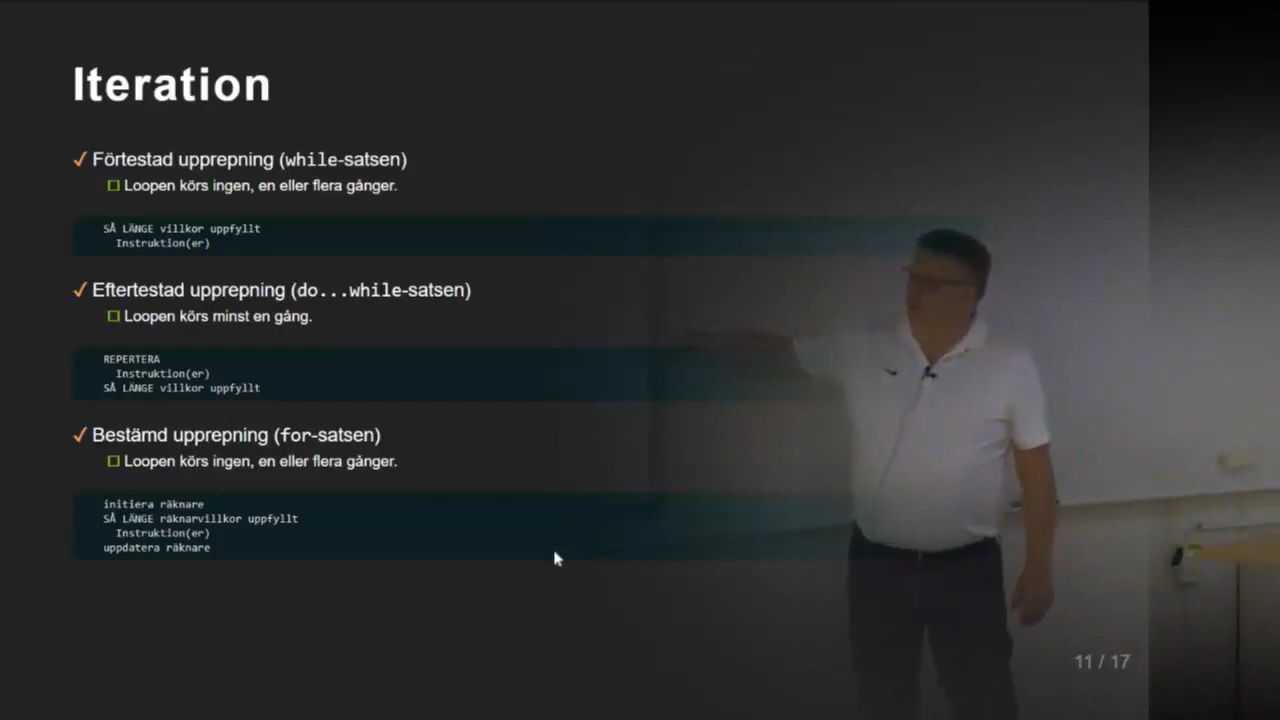 Iteration
✓ Förtestad upprepning (while-satsen)
☐ Loopen körs ingen, en eller flera gånger.
SÅ LÄNGE villkor uppfyllt
Instruktion(er)
✓ Eftertestad upprepning (do...while-satsen)
☐ Loopen körs minst en gång.
REPERTERA
Instruktion(er)
SÅ LÄNGE villkor uppfyllt
✓ Bestämd upprepning (for-satsen)
☐ Loopen körs ingen, en eller flera gånger.
initiera räknare
SÅ LÄNGE räknarvillkor uppfyllt
Instruktion(er)
uppdatera räknare
11 / 17